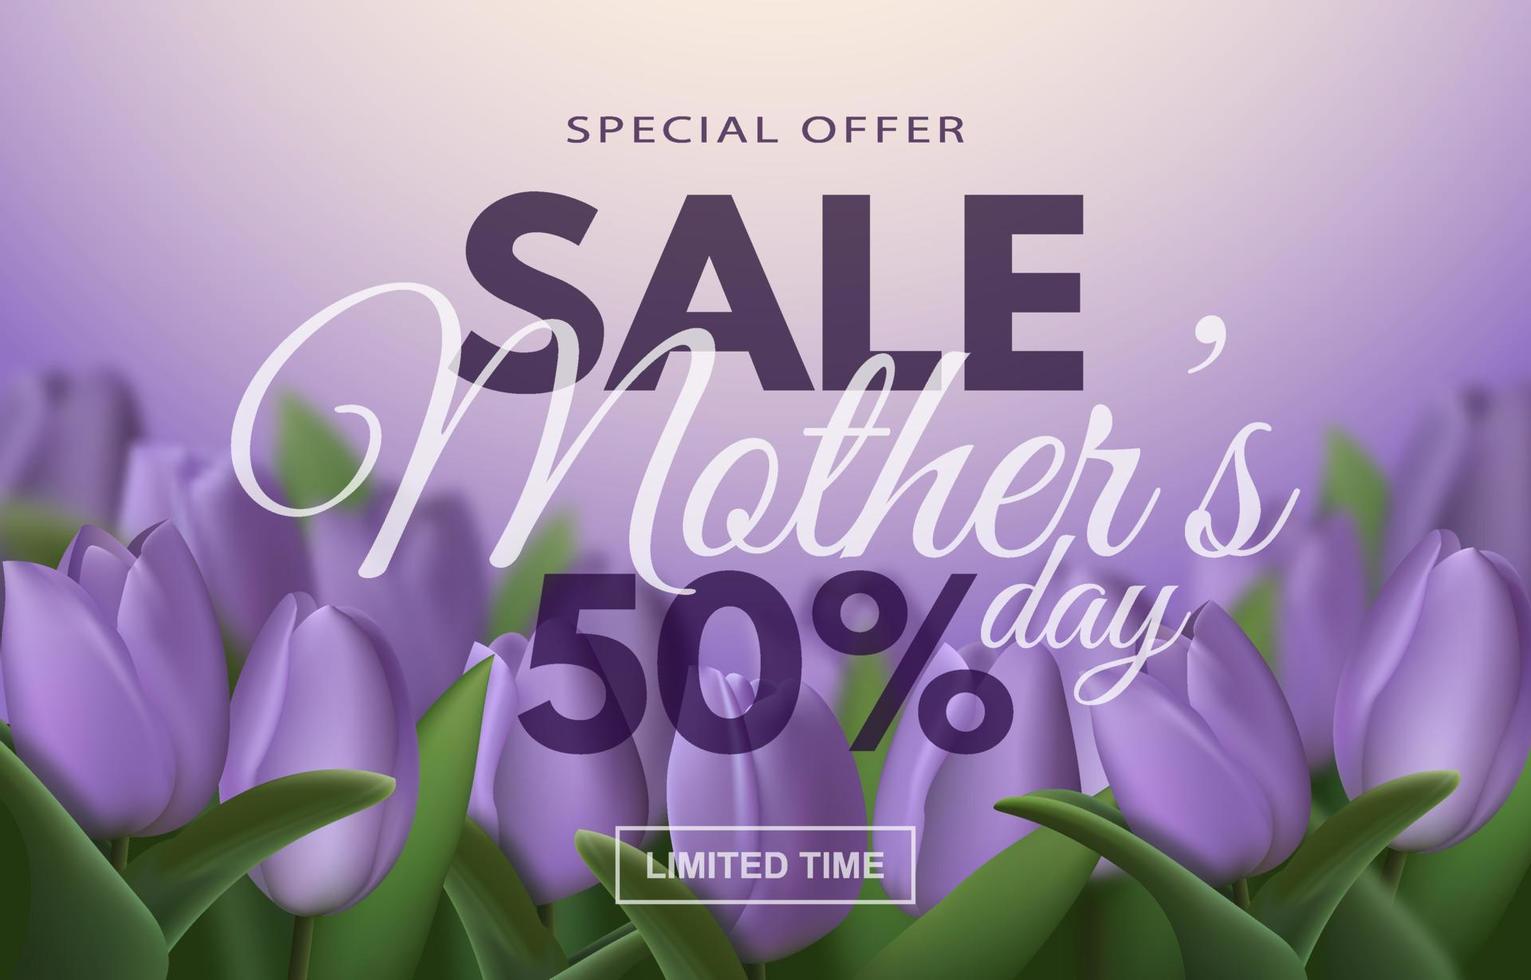 SPECIAL OFFER
SALE
Mother's
day
50%
LIMITED TIME